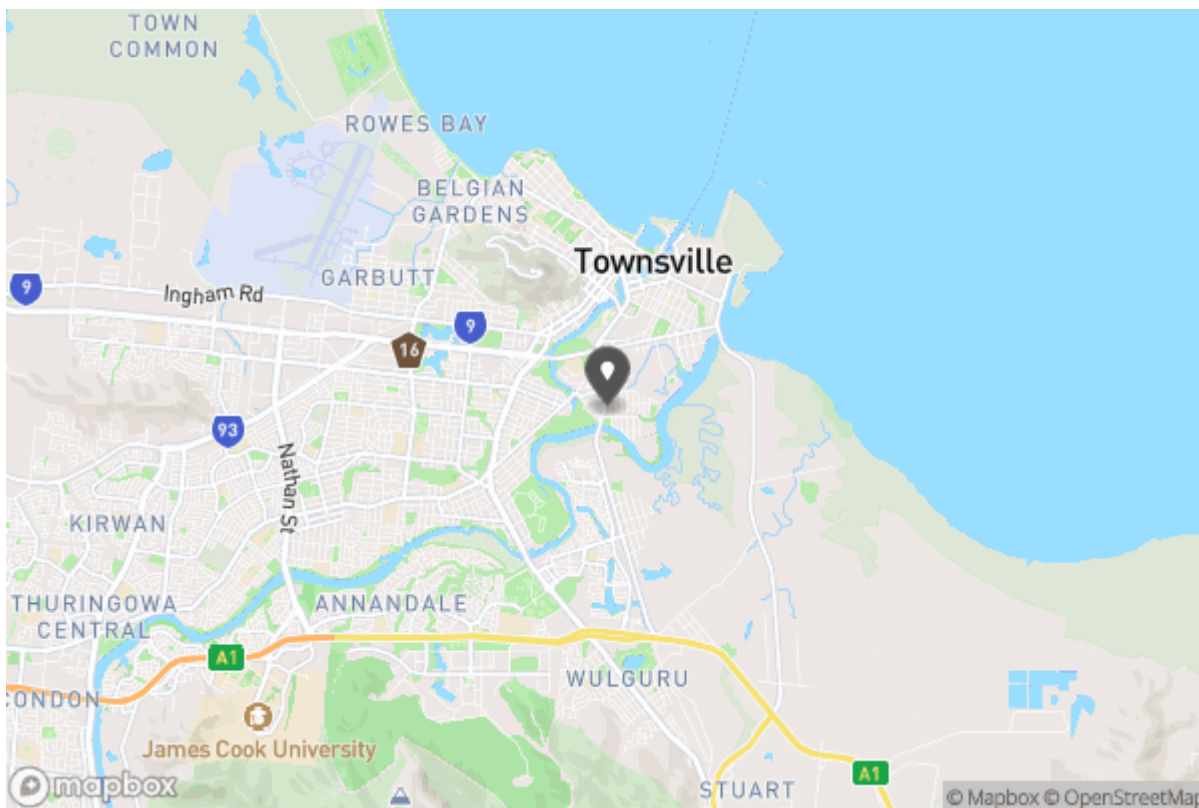 TOWN
COMMON
ROWES BAY
BELGIAN
GARDENS
Townsville
GARBUTT
9
Ingham Rd
9
16
93
Nathan St
KIRWAN
THURINGOWA
CENTRAL
ANNANDALE
A1
WULGURU
CONDON
James Cook University
A1
STUART
mapbox
© Mapbox © OpenStreetMap